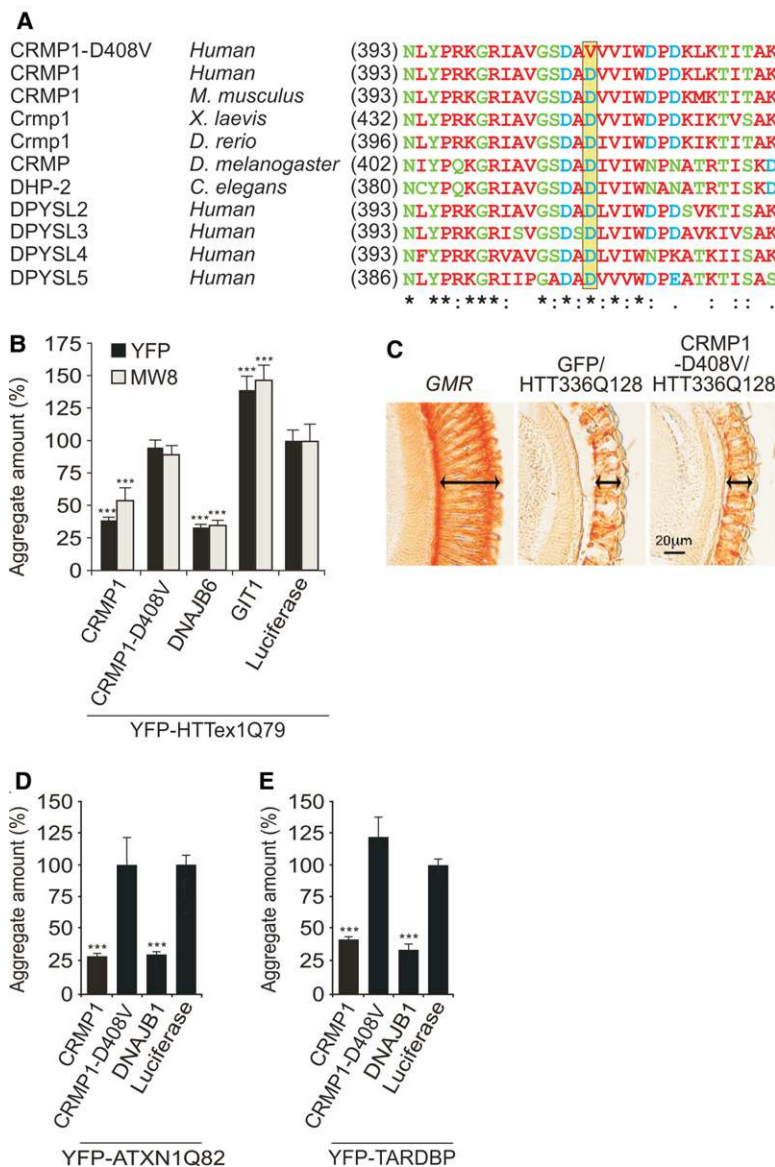 A
CRMP1-D408V Human (393) NLYPRKGRIAVGSDAVVVIWDPDKLKTITAK
CRMP1 Human (393) NLYPRKGRIAVGSDADVVIWDPDKLKTITAK
CRMP1 M. musculus (393) NLYPRKGRIAVGSDADVVIWDPDKMKTITAK
Crmp1 X. laevis (432) NLYPRKGRIAVGSDADIVIWDPDKIKTVSAK
Crmp1 D. rerio (396) NLYPRKGRIAVGSDADVVIWDPDKIKTITAK
CRMP D. melanogaster (402) NIYPQKGRIAVGSDADIVIWNPNATRTISKD
DHP-2 C. elegans (380) NCYPQKGRIAVGSDADIVIWNANATRTISKD
DPYSL2 Human (393) NLYPRKGRIAVGSDADLVIWDPDSVKTISAK
DPYSL3 Human (393) NLYPRKGRISVGSDSDLVIWDPDAVKIVSAK
DPYSL4 Human (393) NFYPRKGRVAVGSDADLVIWNPKATKIISAK
DPYSL5 Human (386) NLYPRKGRIIPGADADVVVWDPEATKTISAS
* **:***: *:*:*:*:* . : :: .
B
YFP
MW8
Aggregate amount (%)
175
150
125
100
75
50
25
0
*** *** *** *** *** ***
CRMP1
CRMP1-D408V
DNAJB6
GIT1
Luciferase
YFP-HTTex1Q79
C
GMR
GFP/
HTT336Q128
CRMP1
-D408V/
HTT336Q128
20µm
D
Aggregate amount (%)
150
125
100
75
50
25
0
*** ***
CRMP1
CRMP1-D408V
DNAJB1
Luciferase
YFP-ATXN1Q82
E
Aggregate amount (%)
150
125
100
75
50
25
0
*** ***
CRMP1
CRMP1-D408V
DNAJB1
Luciferase
YFP-TARDBP